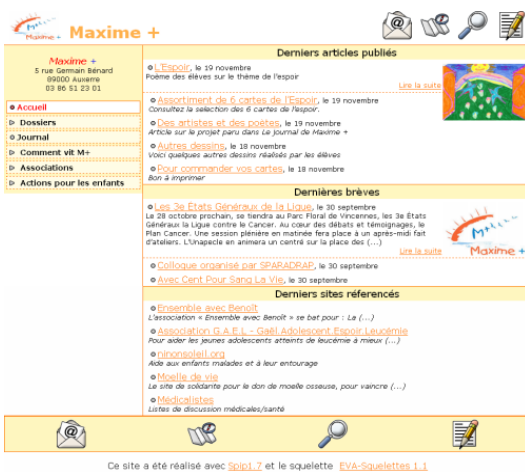 Maxime +
Maxime +
Maxime +
5 rue Germain Bénard
89000 Auxerre
03 86 51 23 01
Accueil
Dossiers
Journal
Comment vit M+
Associations
Actions pour les enfants
Derniers articles publiés
L'Espoir, le 19 novembre
Poème des élèves sur le thème de l'espoir
Lire la suite
Assortiment de 6 cartes de l'Espoir, le 19 novembre
Consultez la selection des 6 cartes de l'espoir.
Des artistes et des poètes, le 19 novembre
Article sur le projet paru dans Le journal de Maxime +
Autres dessins, le 18 novembre
Voici quelques autres dessins réalisés par les élèves
Pour commander vos cartes, le 18 novembre
Bon à imprimer
Dernières brèves
Les 3e Etats Généraux de la Ligue, le 30 septembre
Le 28 octobre prochain, se tiendra au Parc Floral de Vincennes, les 3e États
Généraux la Ligue contre le Cancer. Au cœur des débats et témoignages, le
Plan Cancer. Une session plénière en matinée fera place à un après-midi fait
d'ateliers. L'Unapecle en animera un centré sur la place des (...)
Lire la suite
Maxime +
Colloque organisé par SPARADRAP, le 30 septembre
Avec Cent Pour Sang La Vie, le 30 septembre
Derniers sites réferencés
Ensemble avec Benoît
L'association « Ensemble avec Benoît » se bat pour : La (...)
Association G.A.E.L - Gaël.Adolescent.Espoir.Leucémie
Pour aider les jeunes adolescents atteints de leucémie à mieux (...)
ninonsoleil.org
Aide aux enfants malades et à leur entourage
Moelle de vie
Le site de solidarite pour le don de moelle osseuse, pour vaincre (...)
Médicalistes
Listes de discussion médicales/santé
Ce site a été réalisé avec Spip1.7 et le squelette EVA-Squelettes 1.1